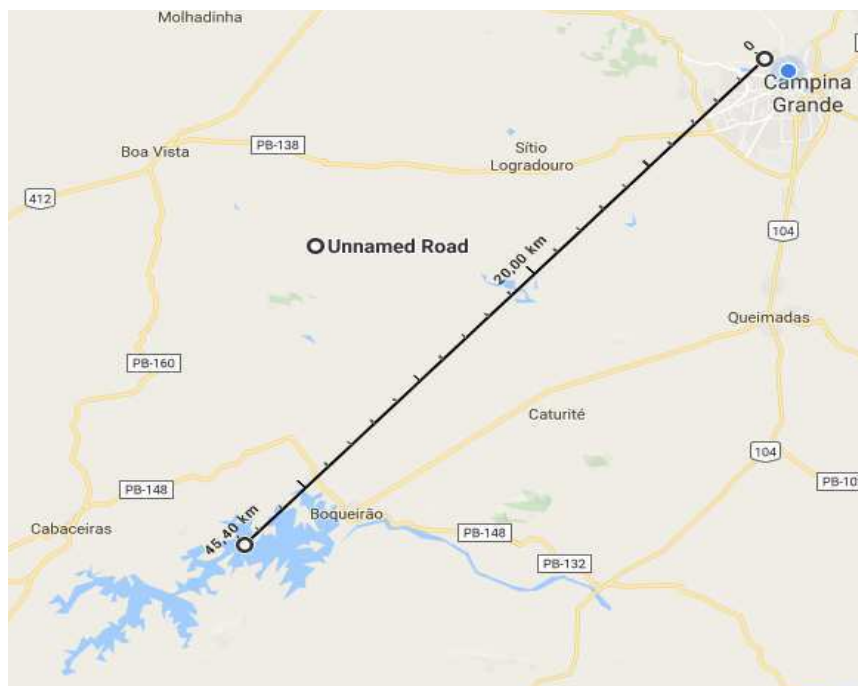 Molhadinha
0
Campina
Grande
PB-138
Sítio
Logradouro
Boa Vista
412
104
Unnamed Road
20,00 km
Queimadas
PB-160
Caturité
104
PB-148
PB-10
45,40 km
Boqueirão
Cabaceiras
PB-148
PB-132